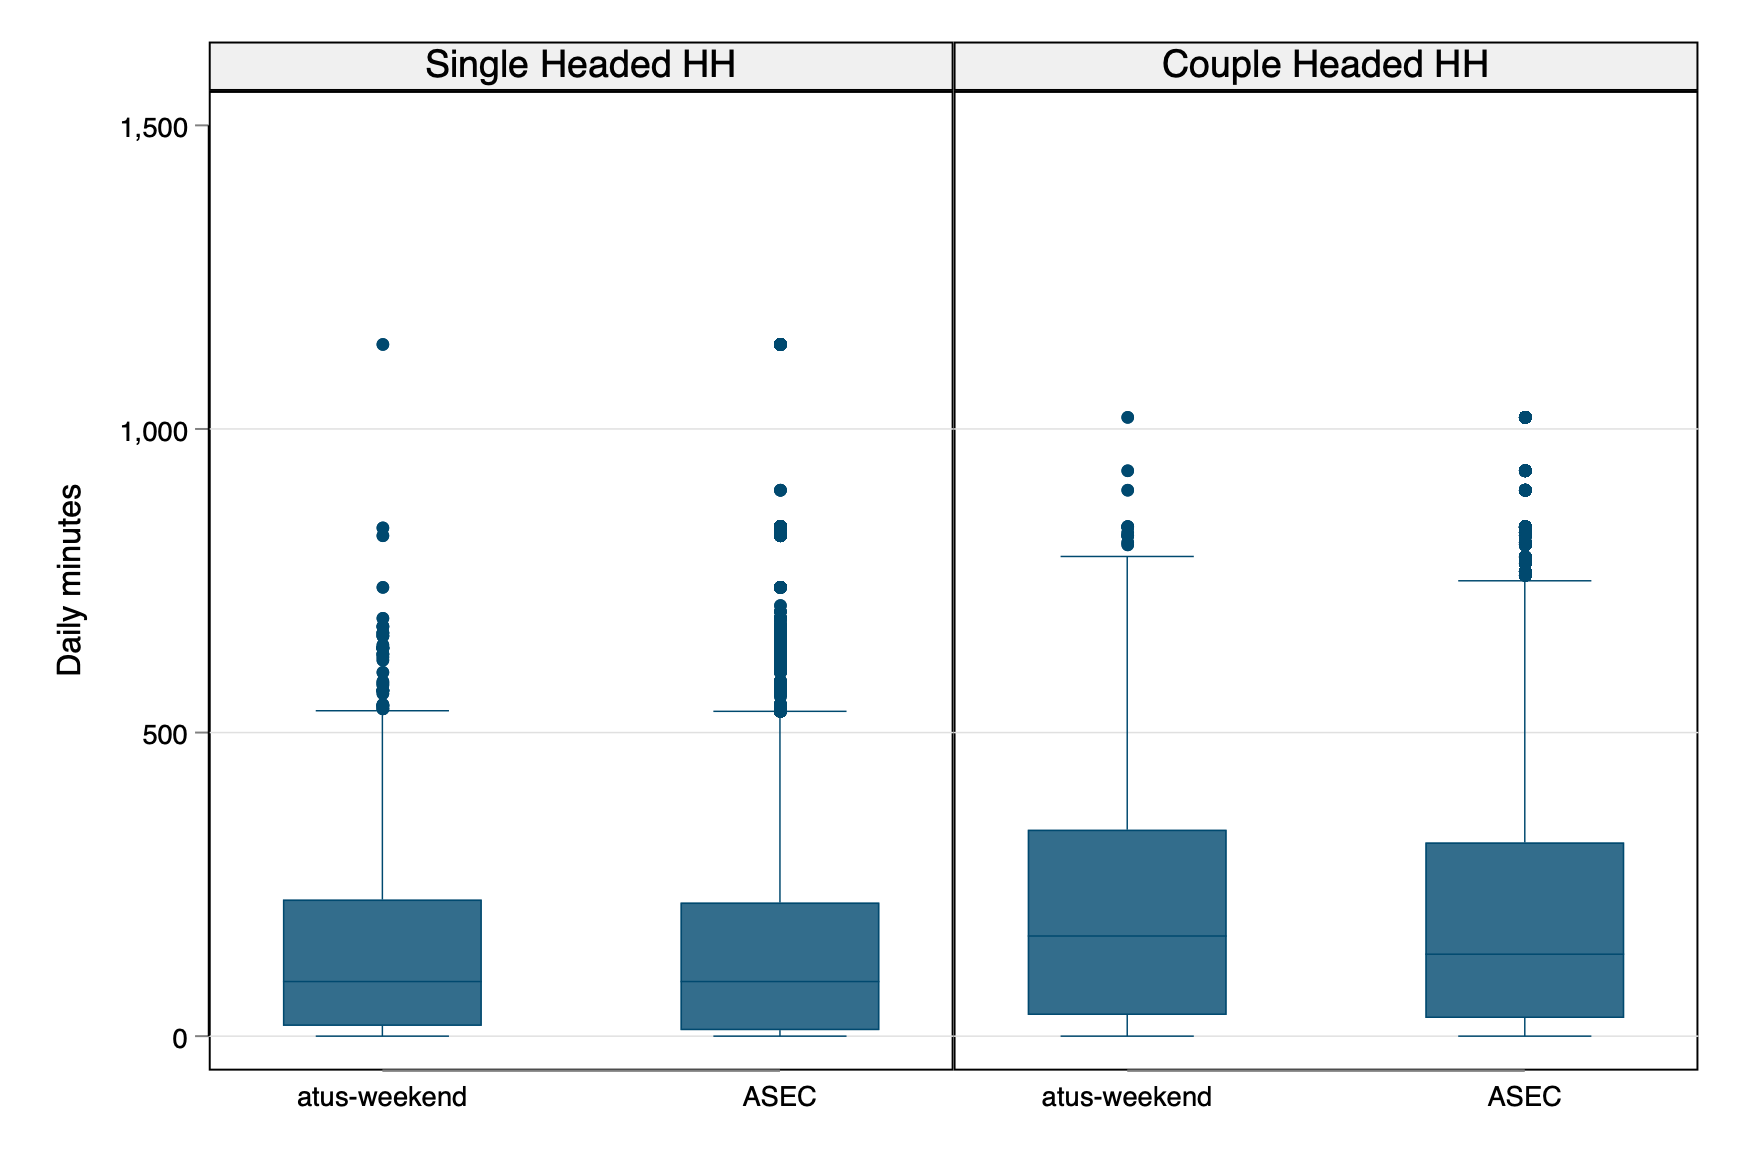 Single Headed HH
Couple Headed HH
1,500
1,000
500
0
Daily minutes
atus-weekend
ASEC
atus-weekend
ASEC